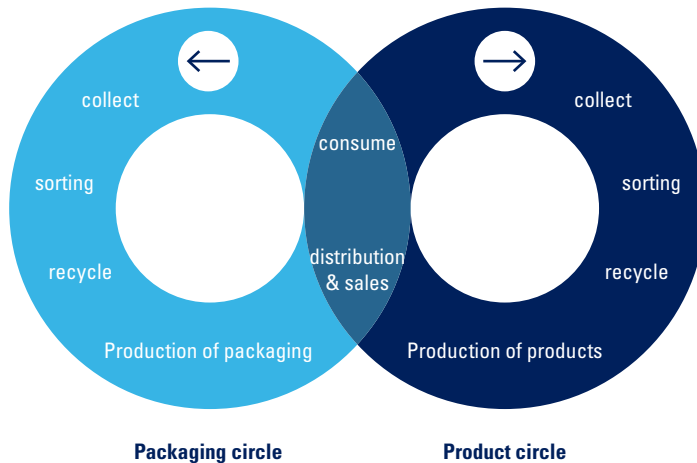 collect
sorting
recycle
Production of packaging
consume
distribution
& sales
collect
sorting
recycle
Production of products
Packaging circle
Product circle